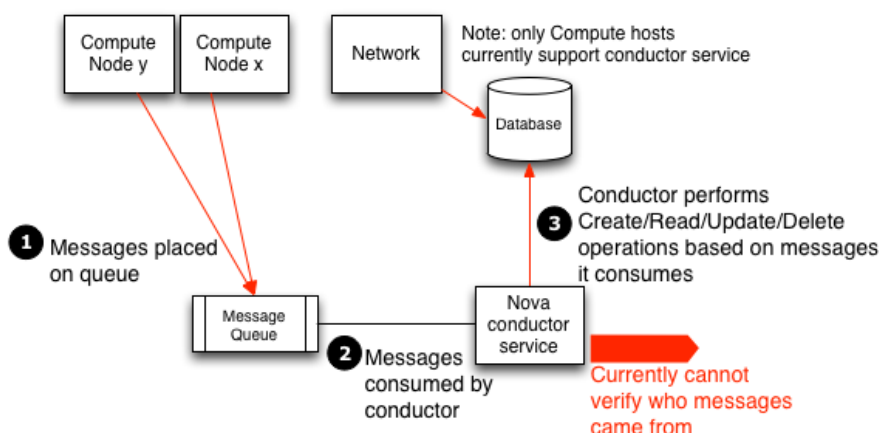 Compute
Node y
Compute
Node x
Network
Note: only Compute hosts
currently support conductor service
Database
1
Messages placed
on queue
3
Conductor performs
Create/Read/Update/Delete
operations based on messages
it consumes
Message
Queue
2
Messages
consumed by
conductor
Nova
conductor
service
Currently cannot
verify who messages
came from